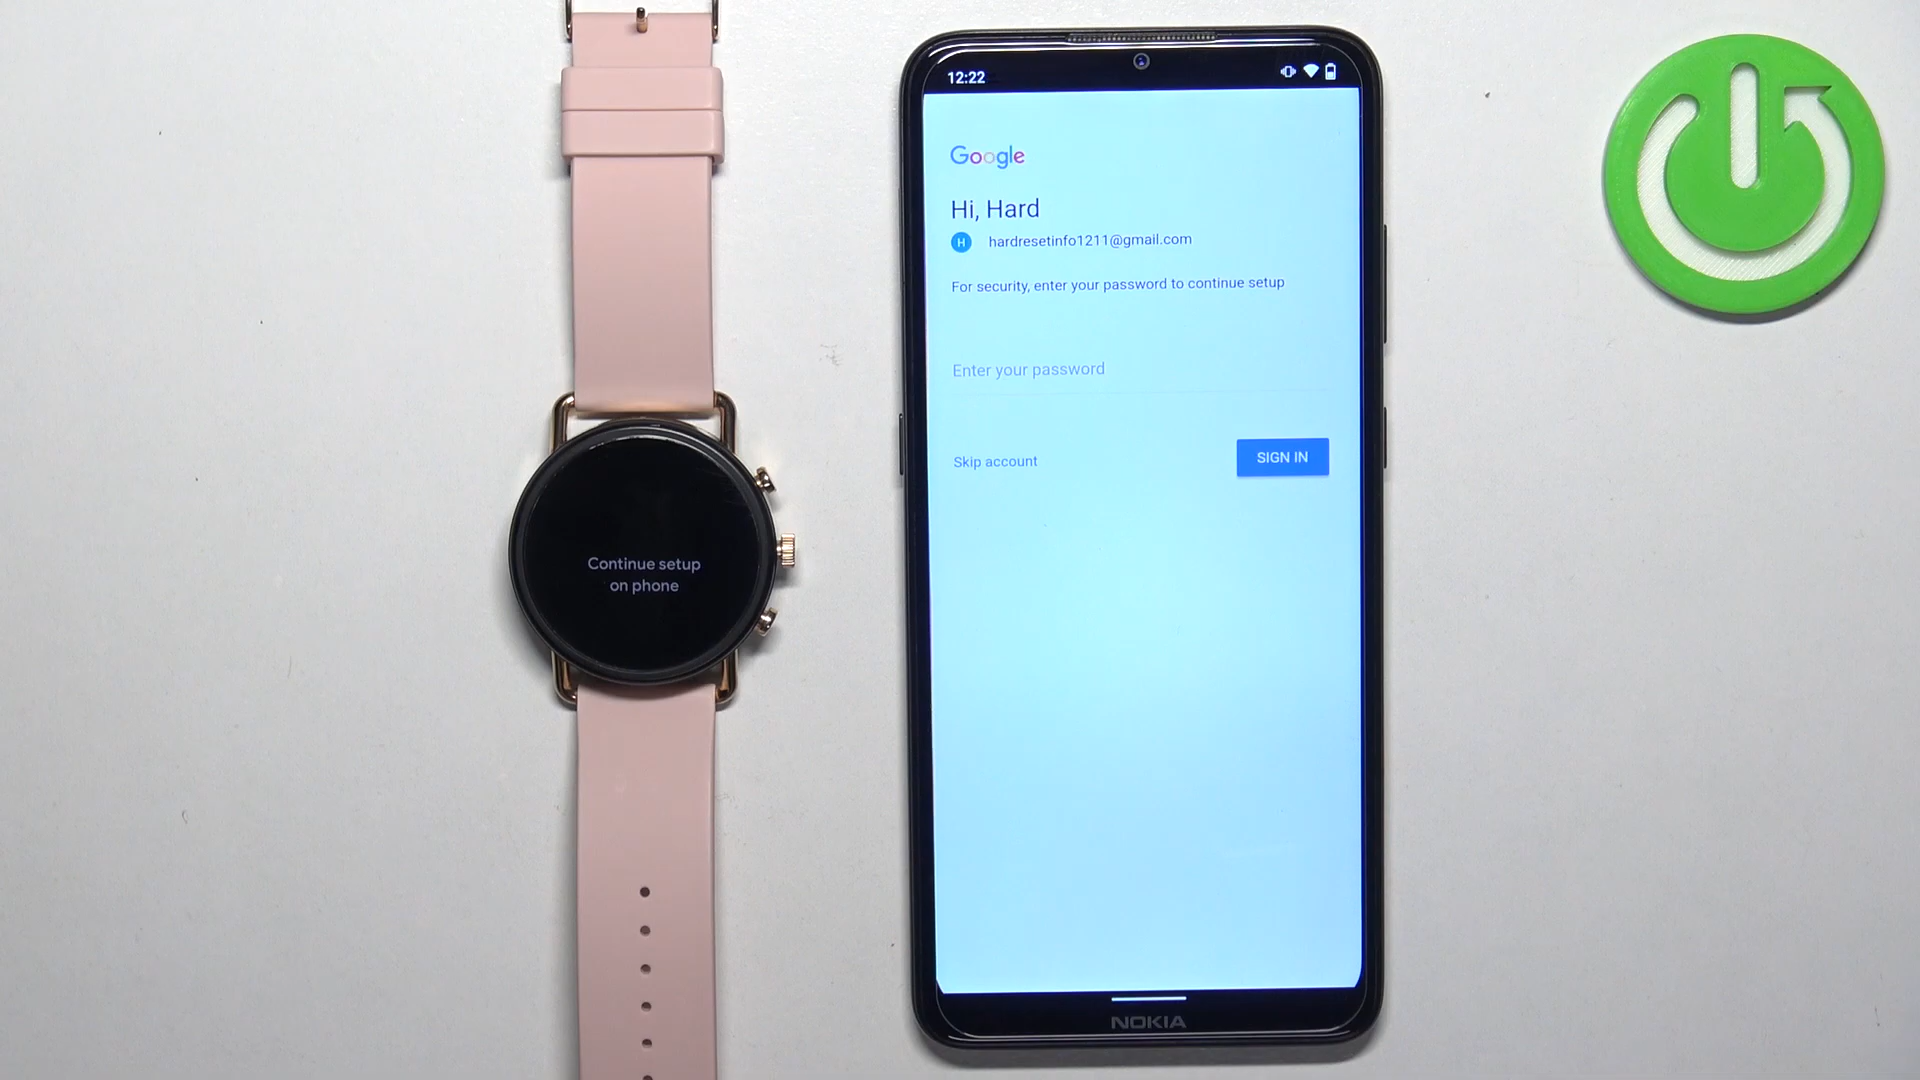 Continue setup
on phone
12:22
Google
Hi, Hard
H hardresetinfo1211@gmail.com
For security, enter your password to continue setup
Enter your password
Skip account
SIGN IN
NOKIA